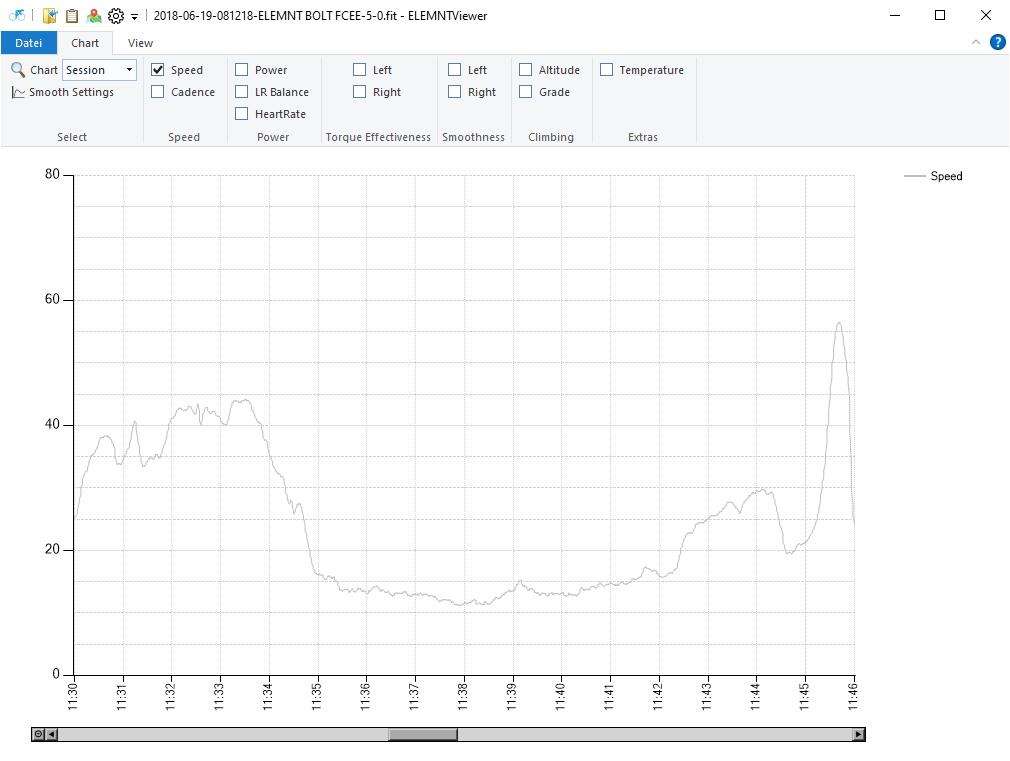 2018-06-19-081218-ELEMNT BOLT FCEE-5-0.fit - ELEMNTViewer
Datei Chart View
Chart Session Speed Power Left Left Altitude Temperature
Smooth Settings Cadence LR Balance Right Right Grade
HeartRate
Select Speed Power Torque Effectiveness Smoothness Climbing Extras
80
Speed
60
40
20
0
11:30 11:31 11:32 11:33 11:34 11:35 11:36 11:37 11:38 11:39 11:40 11:41 11:42 11:43 11:44 11:45 11:46